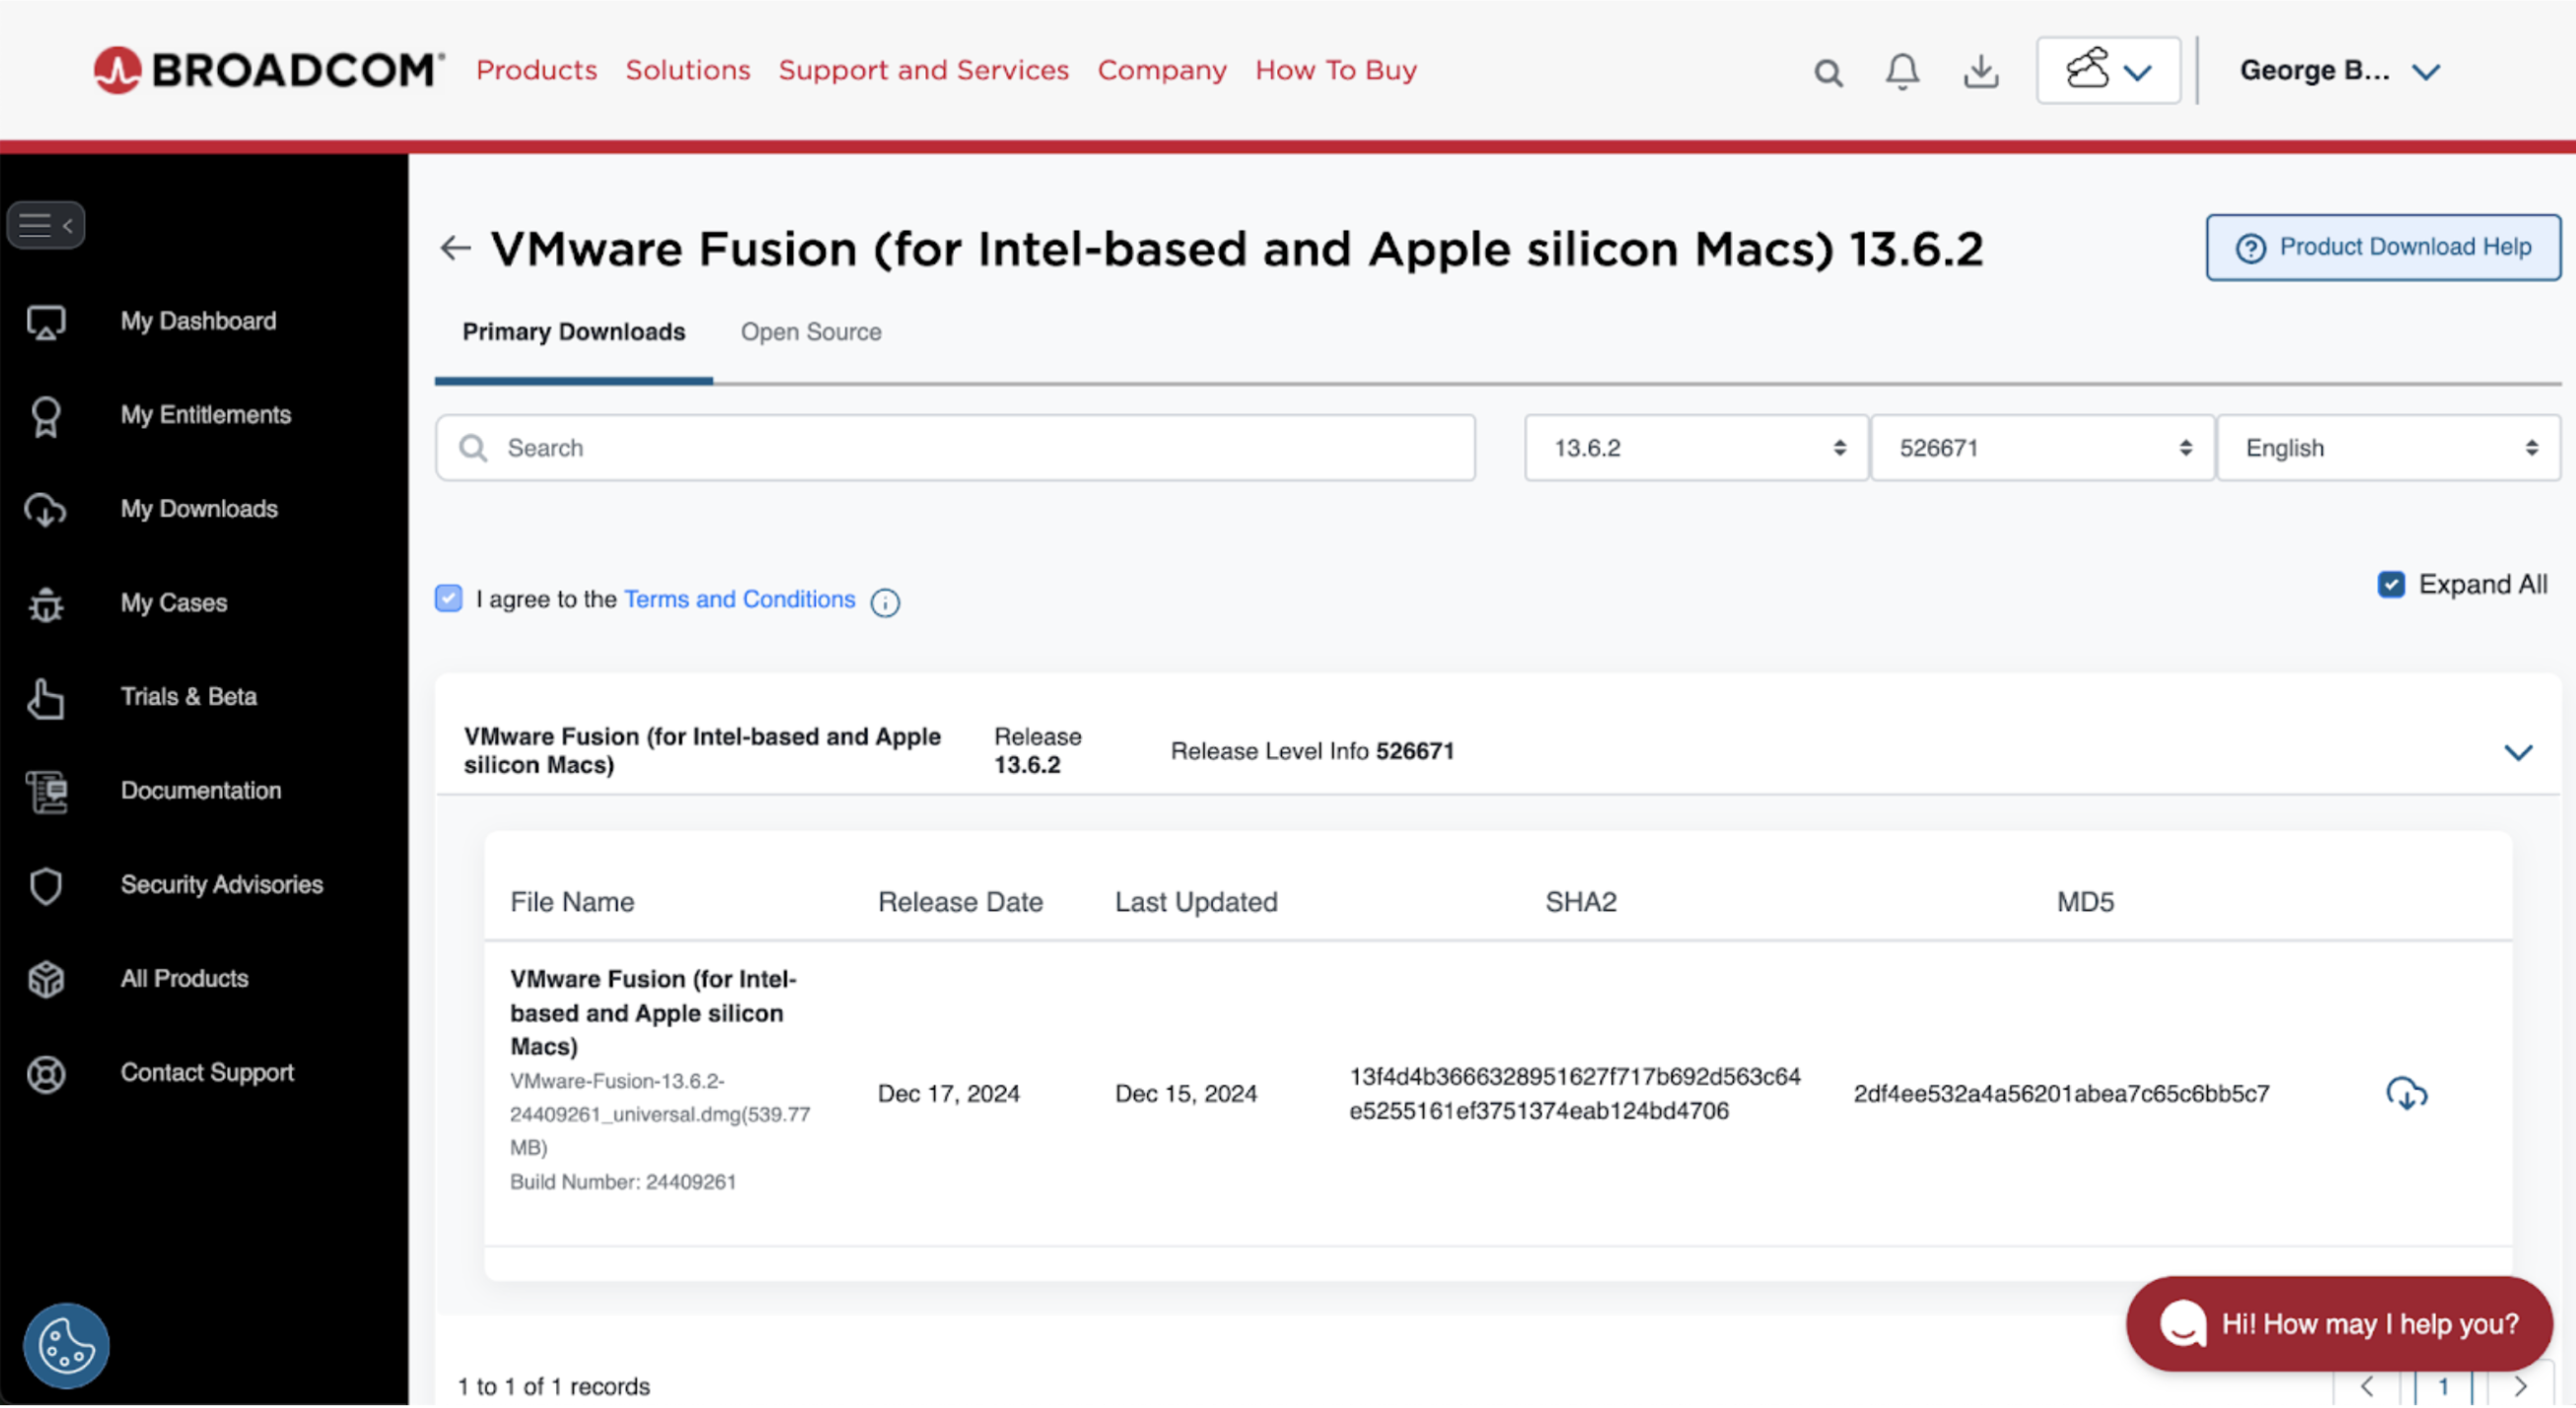 BROADCOM
Products Solutions Support and Services Company How To Buy
George B...
VMware Fusion (for Intel-based and Apple silicon Macs) 13.6.2
Product Download Help
My Dashboard
My Entitlements
My Downloads
My Cases
Trials & Beta
Documentation
Security Advisories
All Products
Contact Support
Primary Downloads Open Source
Search 13.6.2 526671 English
I agree to the Terms and Conditions
Expand All
VMware Fusion (for Intel-based and Apple
silicon Macs)
Release
13.6.2
Release Level Info 526671
File Name Release Date Last Updated SHA2 MD5
VMware Fusion (for Intel-
based and Apple silicon
Macs)
VMware-Fusion-13.6.2-
24409261_universal.dmg(539.77
MB)
Build Number: 24409261
Dec 17, 2024
Dec 15, 2024
13f4d4b3666328951627f717b692d563c64
e5255161ef3751374eab124bd4706
2df4ee532a4a56201abea7c65c6bb5c7
Hi! How may I help you?
1 to 1 of 1 records
1